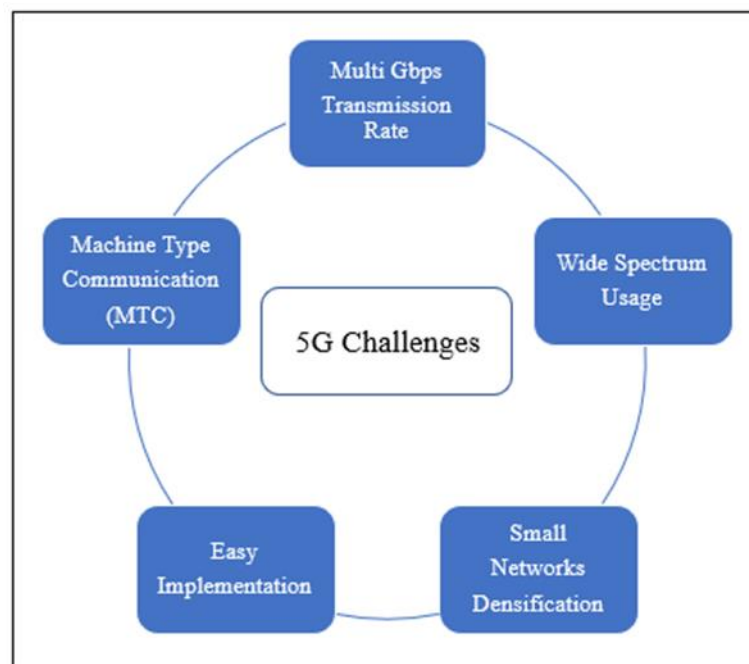 Multi Gbps
Transmission
Rate
Machine Type
Communication
(MTC)
Wide Spectrum
Usage
5G Challenges
Easy
Implementation
Small
Networks
Densification